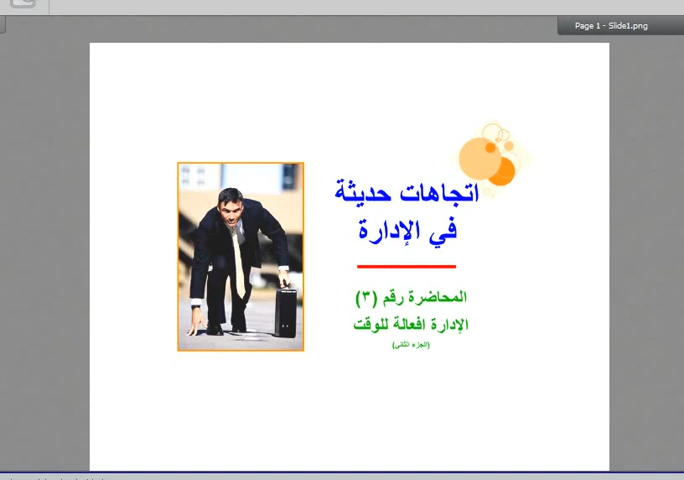 Page 1 - Slide1.png
اتجاهات حديثة
في الإدارة
المحاضرة رقم (٣)
الإدارة افعالة للوقت
(الجزء الثاني)